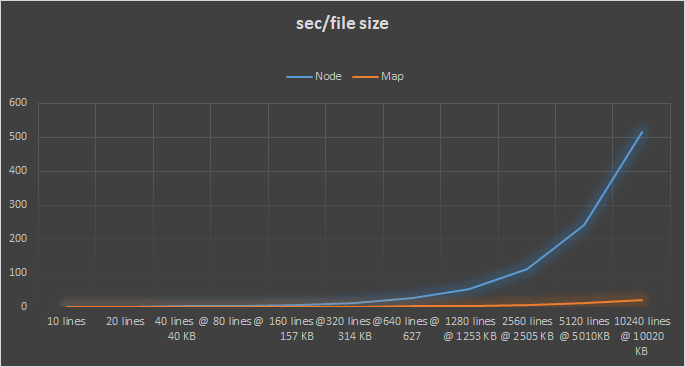 sec/file size
Node Map
600
500
400
300
200
100
0
10 lines 20 lines 40 lines @ 80 lines @ 160 lines @ 320 lines @ 640 lines @ 1280 lines 2560 lines 5120 lines 10240 lines
40 KB 157 KB 314 KB 627 @ 1253 KB @ 2505 KB @ 5010KB @ 10020
KB